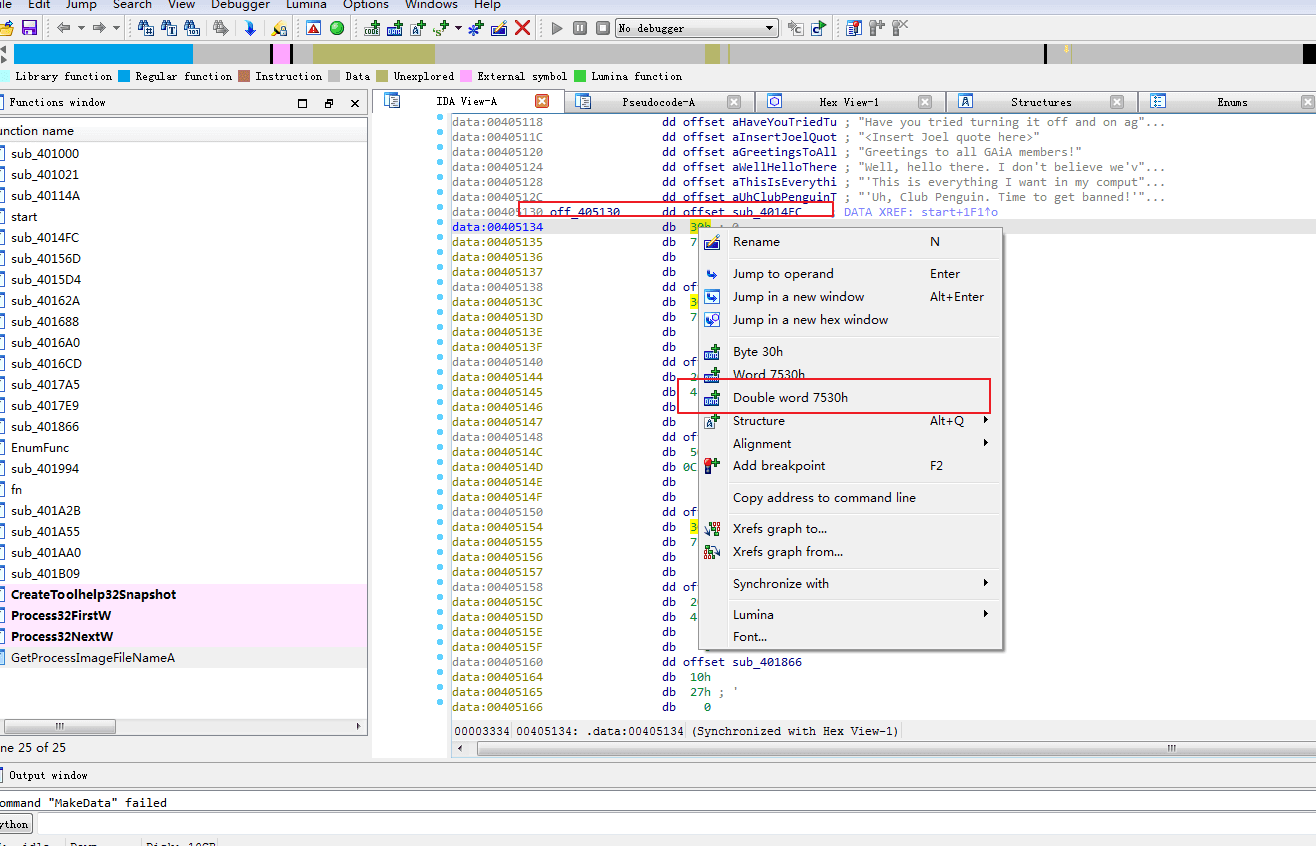 Edit Jump Search View Debugger Lumina Options Windows Help
No debugger
Library function Regular function Instruction Data Unexplored External symbol Lumina function
Functions window
IDA View-A Pseudocode-A Hex View-1 Structures Enums
unction name
sub_401000
sub_401021
sub_40114A
start
sub_4014FC
sub_40156D
sub_4015D4
sub_40162A
sub_401688
sub_4016A0
sub_4016CD
sub_4017A5
sub_4017E9
sub_401866
EnumFunc
sub_401994
fn
sub_401A2B
sub_401A55
sub_401AA0
sub_401B09
CreateToolhelp32Snapshot
Process32FirstW
Process32NextW
GetProcessImageFileNameA
ne 25 of 25
data:00405118 dd offset aHaveYouTriedTu ; "Have you tried turning it off and on ag"...
data:0040511C dd offset aInsertJoelQuot ; "<Insert Joel quote here>"
data:00405120 dd offset aGreetingsToAll ; "Greetings to all GAiA members!"
data:00405124 dd offset aWellHelloThere ; "Well, hello there. I don't believe we'v"...
data:00405128 dd offset aThisIsEverythi ; "'This is everything I want in my comput"...
data:0040512C dd offset aUhClubPenguinT ; "'Uh, Club Penguin. Time to get banned!'"...
data:00405130 off_405130 dd offset sub_4014FC ; DATA XREF: start+1F1↑o
data:00405134 db 30h ; 0
data:00405135 db 7
data:00405136 db
data:00405137 db
data:00405138 dd of
data:0040513C db 3
data:0040513D db 7
data:0040513E db
data:0040513F db
data:00405140 dd of
data:00405144 db 2
data:00405145 db 4
data:00405146 db
data:00405147 db
data:00405148 dd of
data:0040514C db 5
data:0040514D db 0C
data:0040514E db
data:0040514F db
data:00405150 dd of
data:00405154 db 3
data:00405155 db 7
data:00405156 db
data:00405157 db
data:00405158 dd of
data:0040515C db 2
data:0040515D db 4
data:0040515E db
data:0040515F db
data:00405160 dd offset sub_401866
data:00405164 db 10h
data:00405165 db 27h ; '
data:00405166 db 0
Rename N
Jump to operand Enter
Jump in a new window Alt+Enter
Jump in a new hex window
Byte 30h
Word 7530h
Double word 7530h
Structure Alt+Q
Alignment
Add breakpoint F2
Copy address to command line
Xrefs graph to...
Xrefs graph from...
Synchronize with
Lumina
Font...
00003334 00405134: .data:00405134 (Synchronized with Hex View-1)
Output window
ommand "MakeData" failed
ython